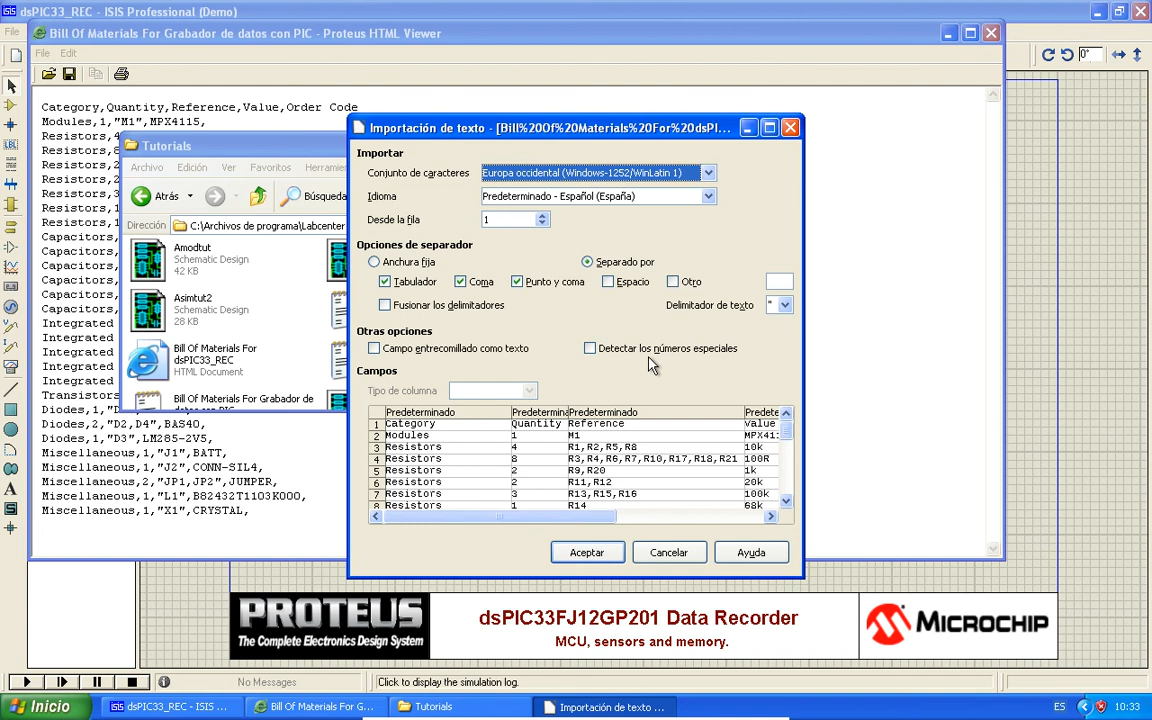 dsPIC33_REC - ISIS Professional (Demo)
File
0°
Bill Of Materials For Grabador de datos con PIC - Proteus HTML Viewer
File Edit
Category,Quantity,Reference,Value,Order Code
Modules,1,"M1",MPX4115,
Resistors,4
Resistors,8
Resistors,2
Resistors,2
Resistors,3
Resistors,1
Capacitors,
Capacitors,
Capacitors,
Capacitors,
Capacitors,
Capacitors,
Integrated
Integrated
Integrated
Integrated
Transistors
Diodes,1,"D
Diodes,2,"D2,D4",BAS40,
Diodes,1,"D3",LM285-2V5,
Miscellaneous,1,"J1",BATT,
Miscellaneous,1,"J2",CONN-SIL4,
Miscellaneous,2,"JP1,JP2",JUMPER,
Miscellaneous,1,"L1",B82432T1103K000,
Miscellaneous,1,"X1",CRYSTAL,
Tutorials
Archivo Edición Ver Favoritos Herramien
Atrás Búsqueda
Dirección C:\Archivos de programa\Labcenter
Amodtut
Schematic Design
42 KB
Asimtut2
Schematic Design
28 KB
Bill Of Materials For
dsPIC33_REC
HTML Document
Bill Of Materials For Grabador de
datos con PIC
Importación de texto - [Bill%20Of%20Materials%20For%20dsPI...
Importar
Conjunto de caracteres Europa occidental (Windows-1252/WinLatin 1)
Idioma Predeterminado - Español (España)
Desde la fila 1
Opciones de separador
Anchura fija Separado por
Tabulador Coma Punto y coma Espacio Otro
Fusionar los delimitadores Delimitador de texto "
Otras opciones
Campo entrecomillado como texto Detectar los números especiales
Campos
Tipo de columna
Predeterminado Predetermina Predeterminado Predete
1 Category Quantity Reference Value
2 Modules 1 M1 MPX411
3 Resistors 4 R1,R2,R5,R8 10k
4 Resistors 8 R3,R4,R6,R7,R10,R17,R18,R21 100R
5 Resistors 2 R9,R20 1k
6 Resistors 2 R11,R12 20k
7 Resistors 3 R13,R15,R16 100k
8 Resistors 1 R14 68k
Aceptar Cancelar Ayuda
PROTEUS
The Complete Electronics Design System
dsPIC33FJ12GP201 Data Recorder
MCU, sensors and memory.
MICROCHIP
No Messages Click to display the simulation log.
Inicio dsPIC33_REC - ISIS ... Bill Of Materials For G... Tutorials Importación de texto ... ES 10:33